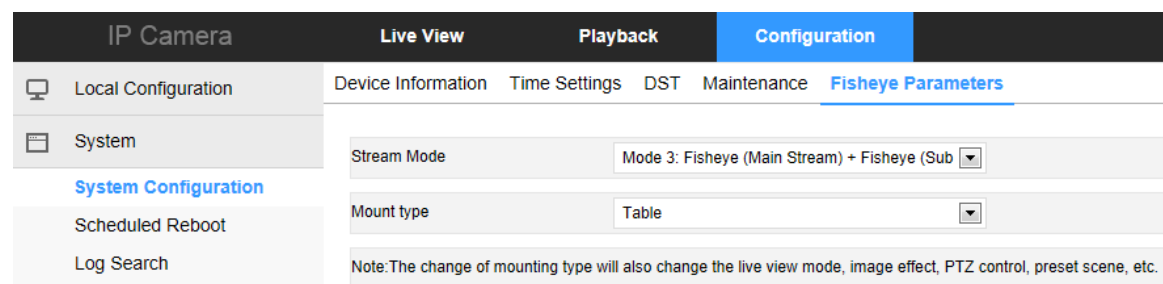 IP Camera Live View Playback Configuration
Local Configuration Device Information Time Settings DST Maintenance Fisheye Parameters
System
Stream Mode Mode 3: Fisheye (Main Stream) + Fisheye (Sub
System Configuration
Mount type Table
Scheduled Reboot
Log Search
Note:The change of mounting type will also change the live view mode, image effect, PTZ control, preset scene, etc.